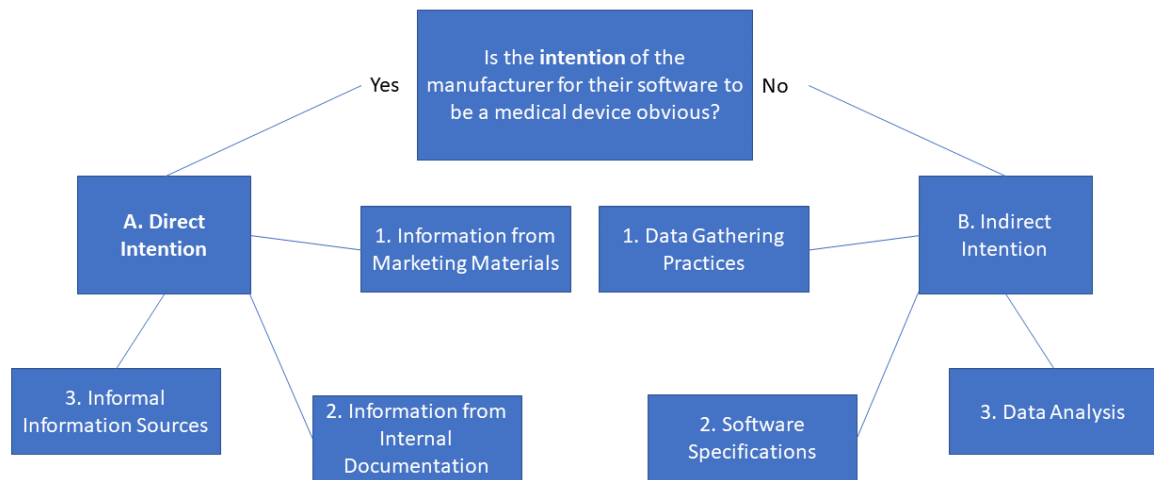 Is the intention of the
manufacturer for their software to
be a medical device obvious?
Yes
No
A. Direct
Intention
1. Information from
Marketing Materials
1. Data Gathering
Practices
B. Indirect
Intention
3. Informal
Information Sources
2. Information from
Internal
Documentation
2. Software
Specifications
3. Data Analysis